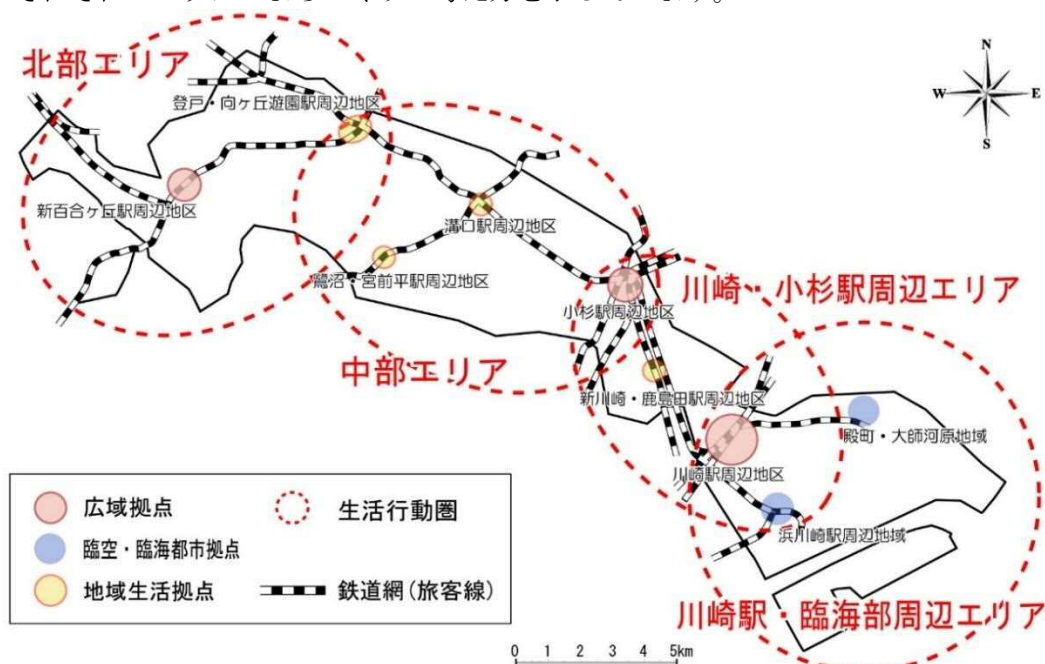 北部エリア
登戸・向ヶ丘遊園駅周辺地区
N
W
E
S
新百合ヶ丘駅周辺地区
溝口駅周辺地区
鷺沼・宮前平駅周辺地区
川崎・小杉駅周辺エリア
小杉駅周辺地区
中部エリア
新川崎・鹿島田駅周辺地区
殿町・大師河原地域
川崎駅周辺地区
浜川崎駅周辺地域
川崎駅・臨海部周辺エリア
広域拠点
生活行動圏
臨空・臨海都市拠点
地域生活拠点
鉄道網(旅客線)
0 1 2 3 4 5km